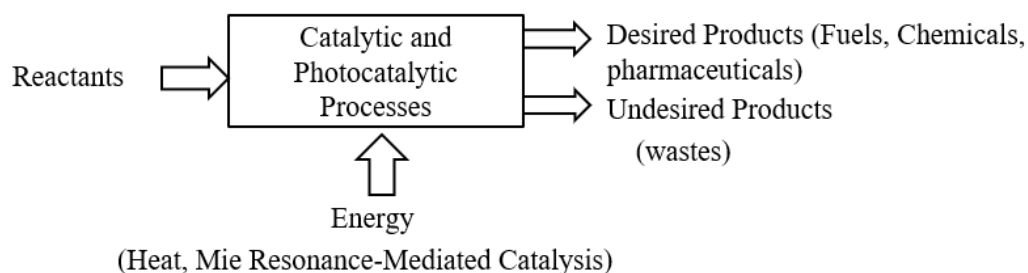 Reactants
Catalytic and
Photocatalytic
Processes
Desired Products (Fuels, Chemicals,
pharmaceuticals)
Undesired Products
(wastes)
Energy
(Heat, Mie Resonance-Mediated Catalysis)